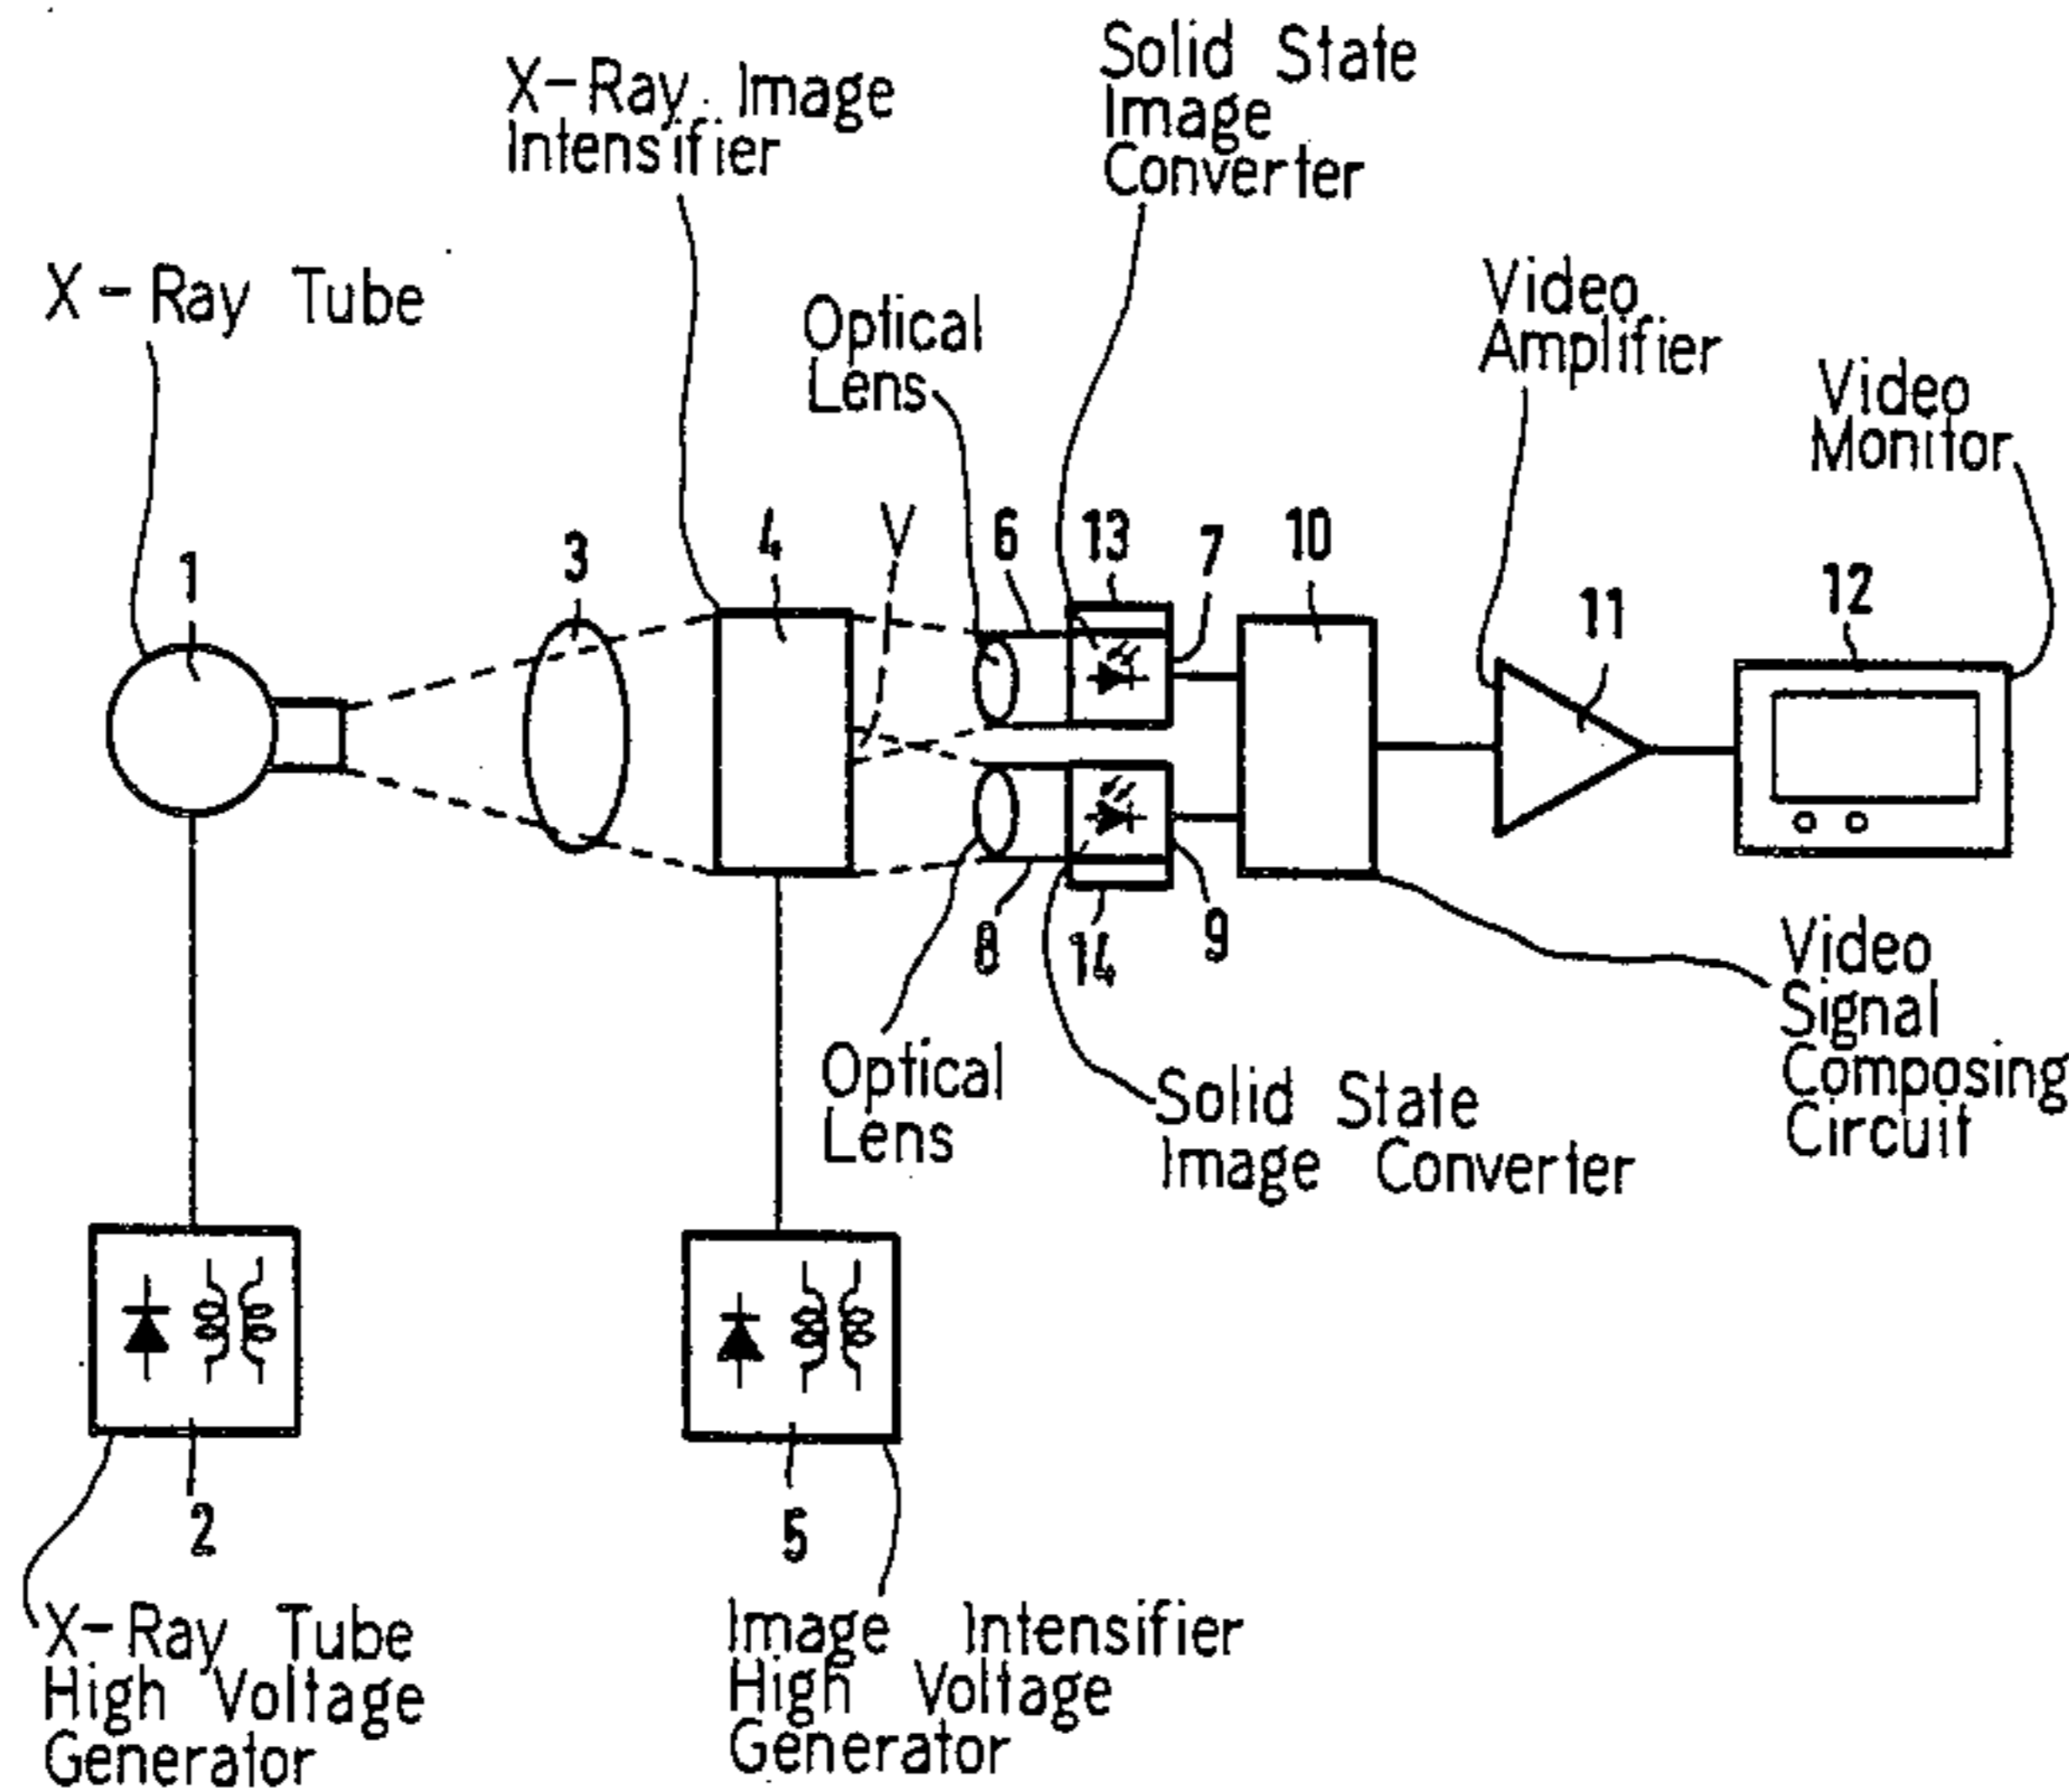 Solid State
Image
Converter
X-Ray Image
Intensifier
X-Ray Tube
Optical
Lens
Video
Amplifier
Video
Monitor
1
3
4
V
6
13
7
10
11
12
8
14
9
Optical
Lens
Solid State
Image Converter
Video
Signal
Composing
Circuit
2
5
X-Ray Tube
High Voltage
Generator
Image Intensifier
High Voltage
Generator